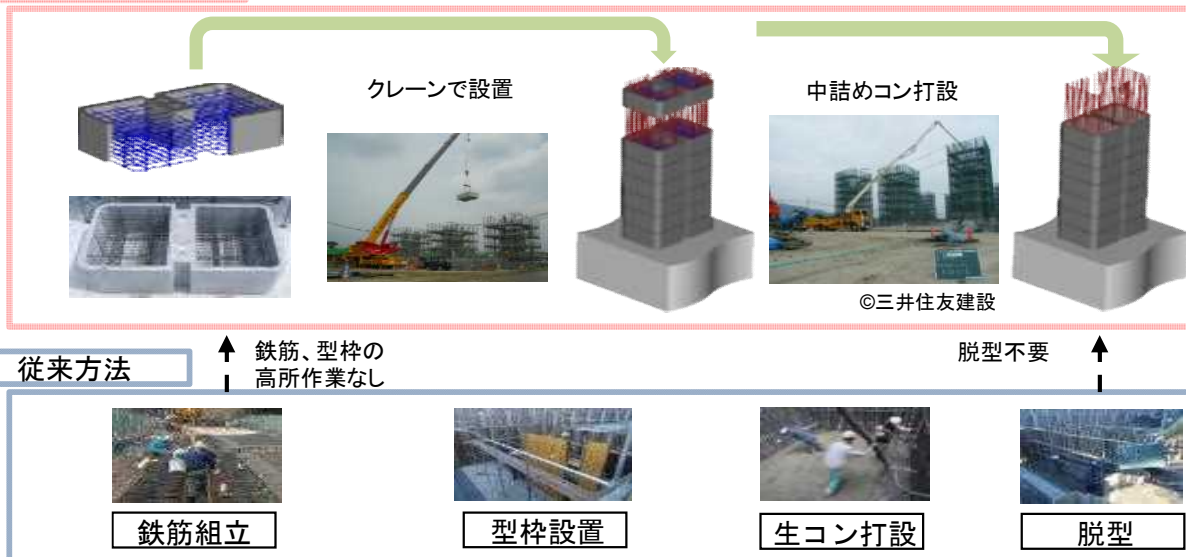 クレーンで設置
中詰めコン打設
©三井住友建設
従来方法
鉄筋、型枠の
高所作業なし
脱型不要
鉄筋組立
型枠設置
生コン打設
脱型